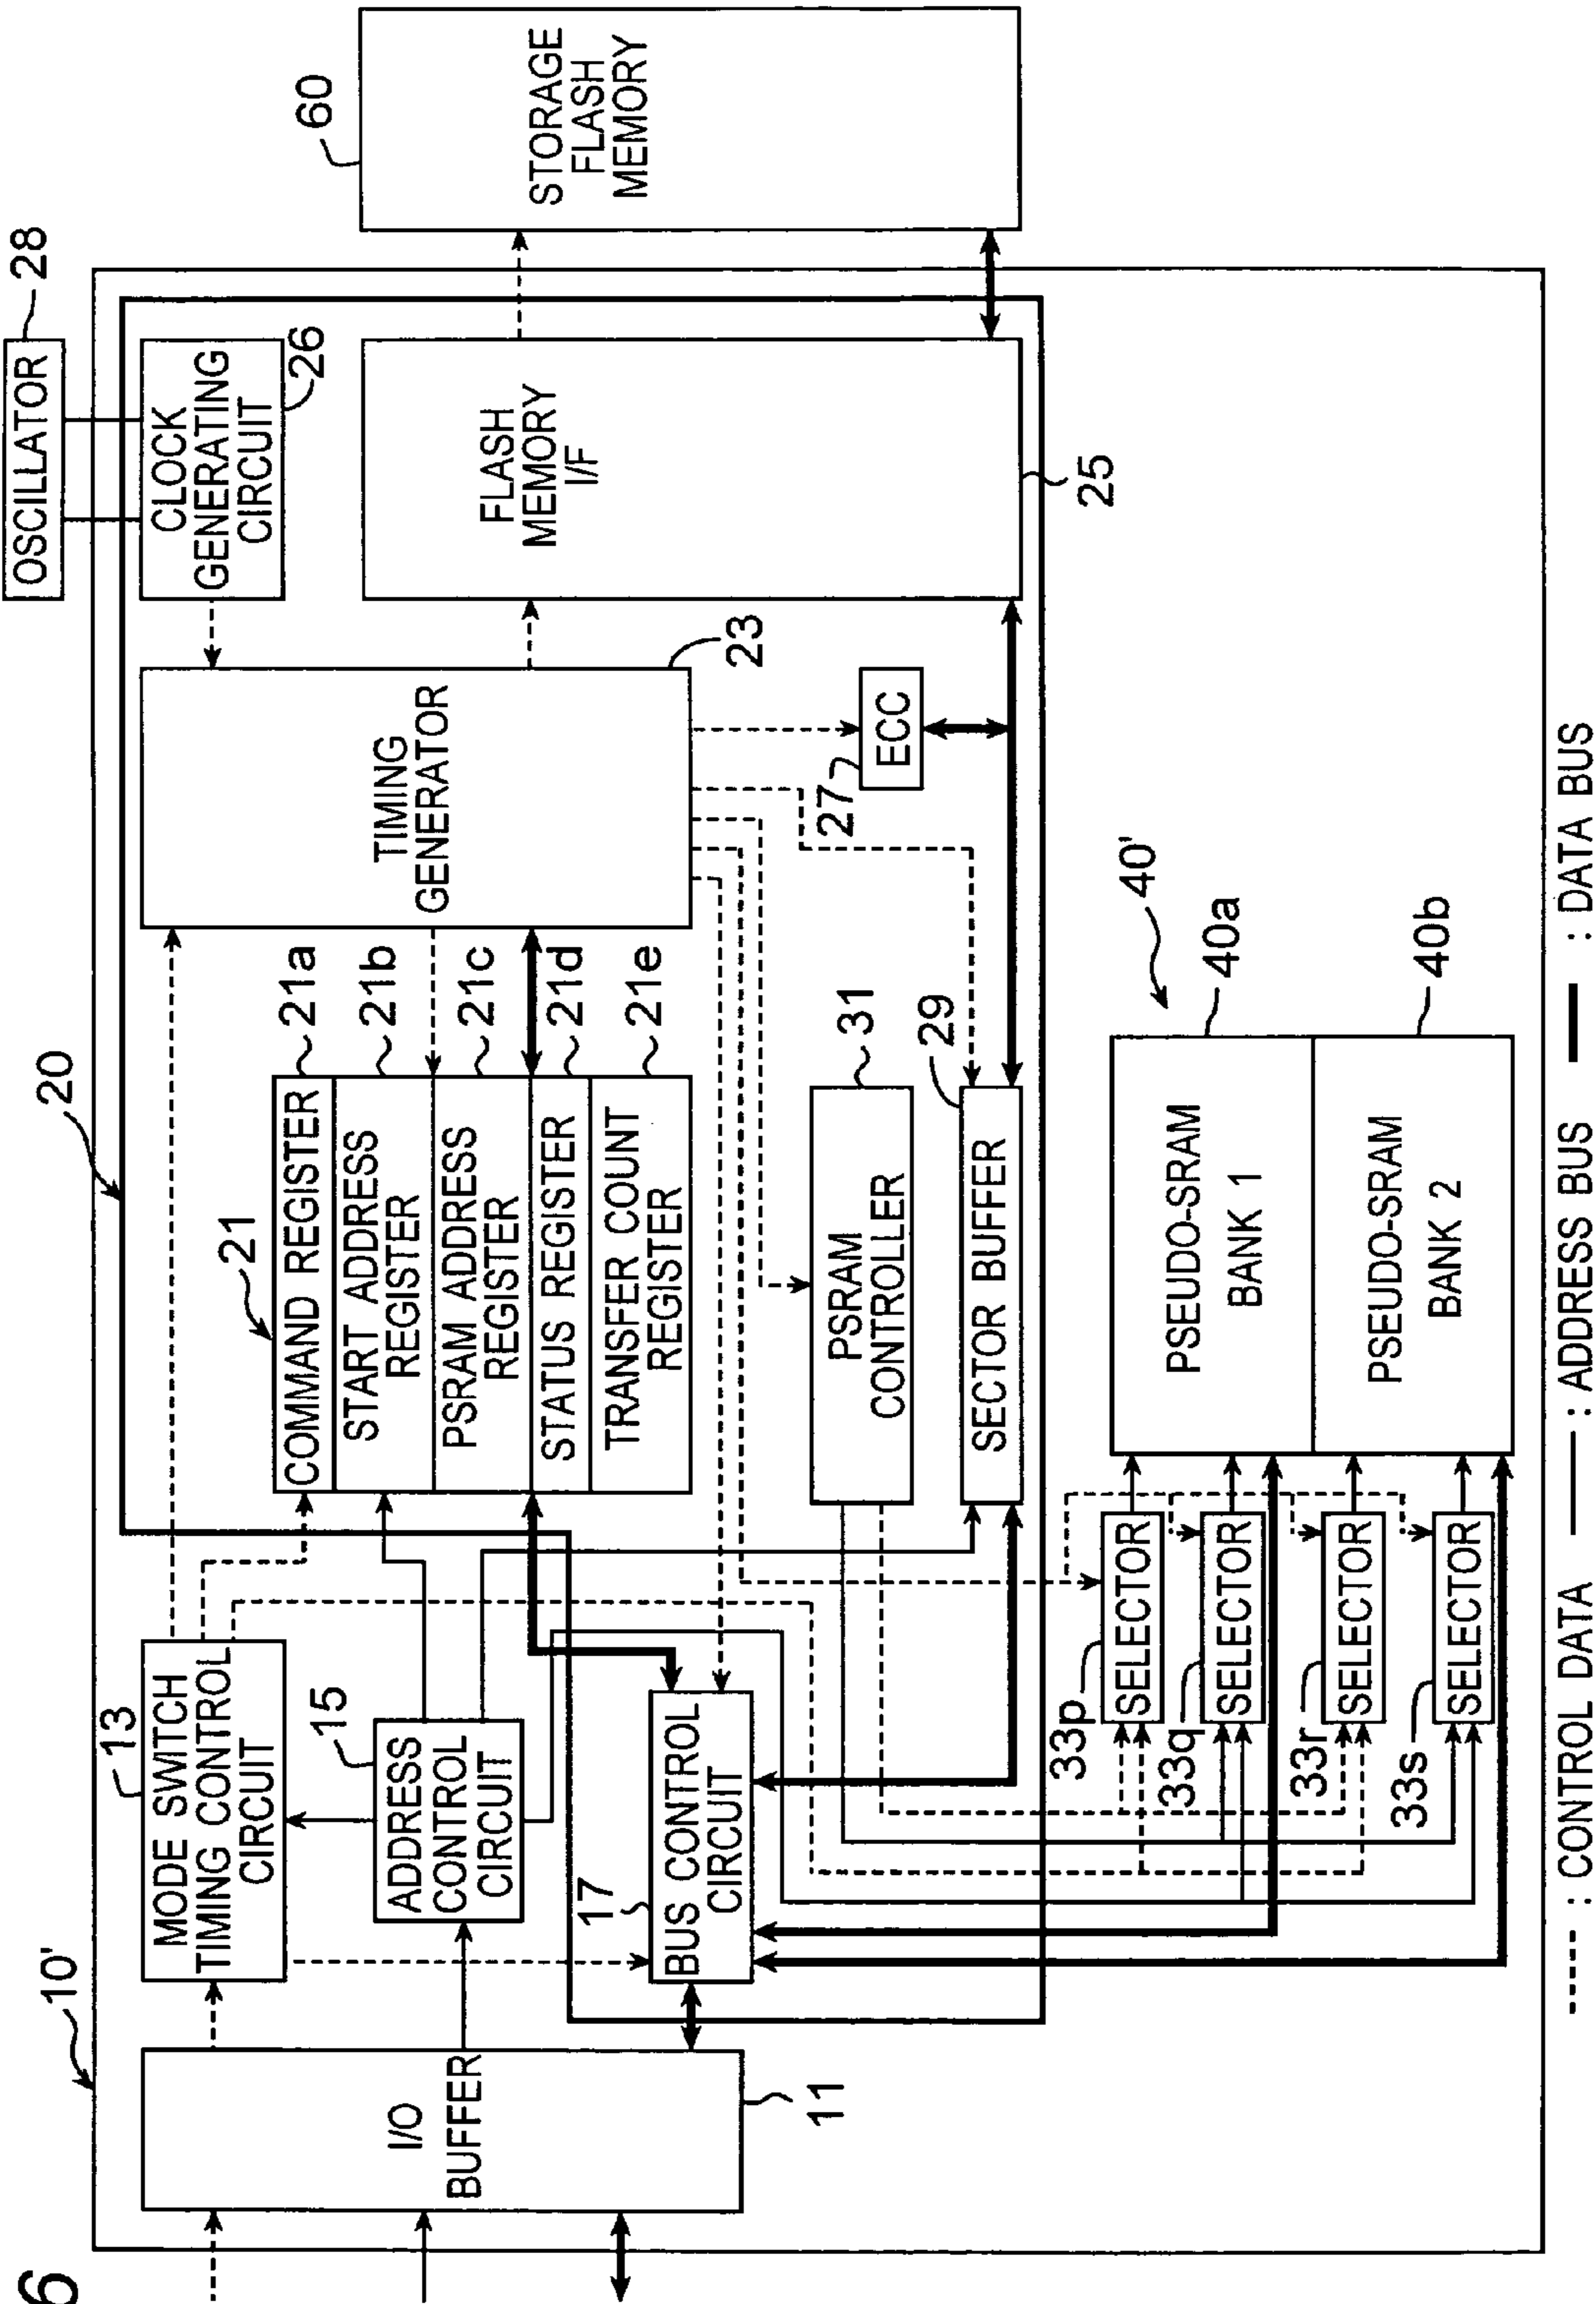 6
10'
20
OSCILLATOR
28
13
MODE SWITCH
TIMING CONTROL
CIRCUIT
CLOCK
GENERATING
CIRCUIT
26
60
I/O
BUFFER
11
15
ADDRESS
CONTROL
CIRCUIT
21
COMMAND REGISTER
21a
START ADDRESS
REGISTER
21b
PSRAM ADDRESS
REGISTER
21c
STATUS REGISTER
21d
TRANSFER COUNT
REGISTER
21e
TIMING
GENERATOR
23
FLASH
MEMORY
I/F
25
STORAGE
FLASH
MEMORY
17
BUS CONTROL
CIRCUIT
PSRAM
CONTROLLER
31
27
ECC
SECTOR BUFFER
29
33p
SELECTOR
33q
SELECTOR
33r
SELECTOR
33s
SELECTOR
40'
PSEUDO-SRAM
BANK 1
40a
PSEUDO-SRAM
BANK 2
40b
: CONTROL DATA
: ADDRESS BUS
: DATA BUS